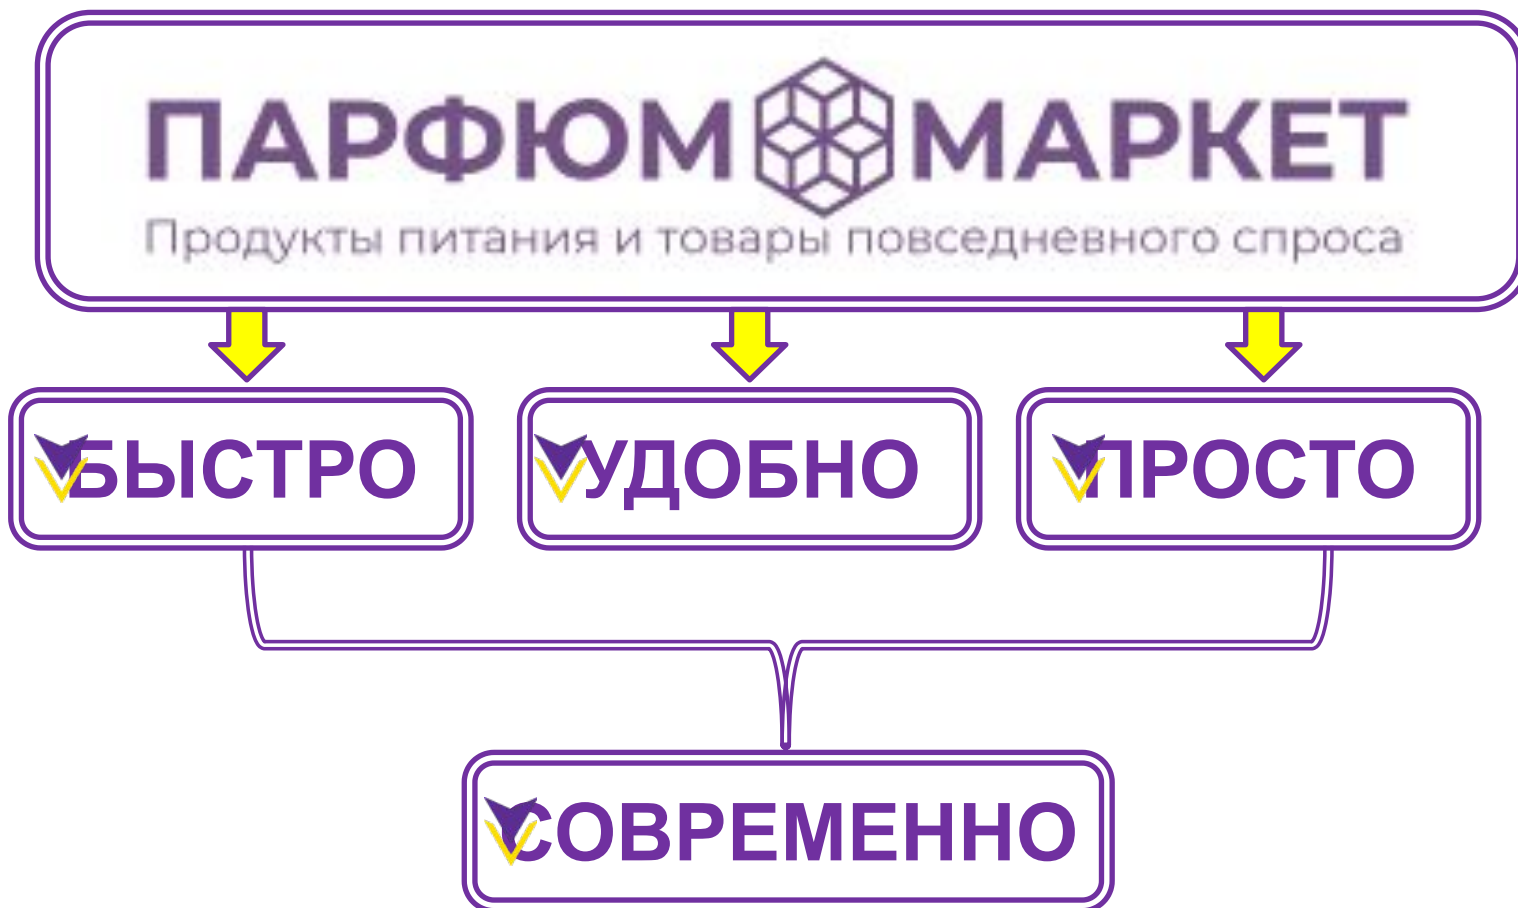 ПАРФЮМ МАРКЕТ
Продукты питания и товары повседневного спроса
БЫСТРО
УДОБНО
ПРОСТО
СОВРЕМЕННО